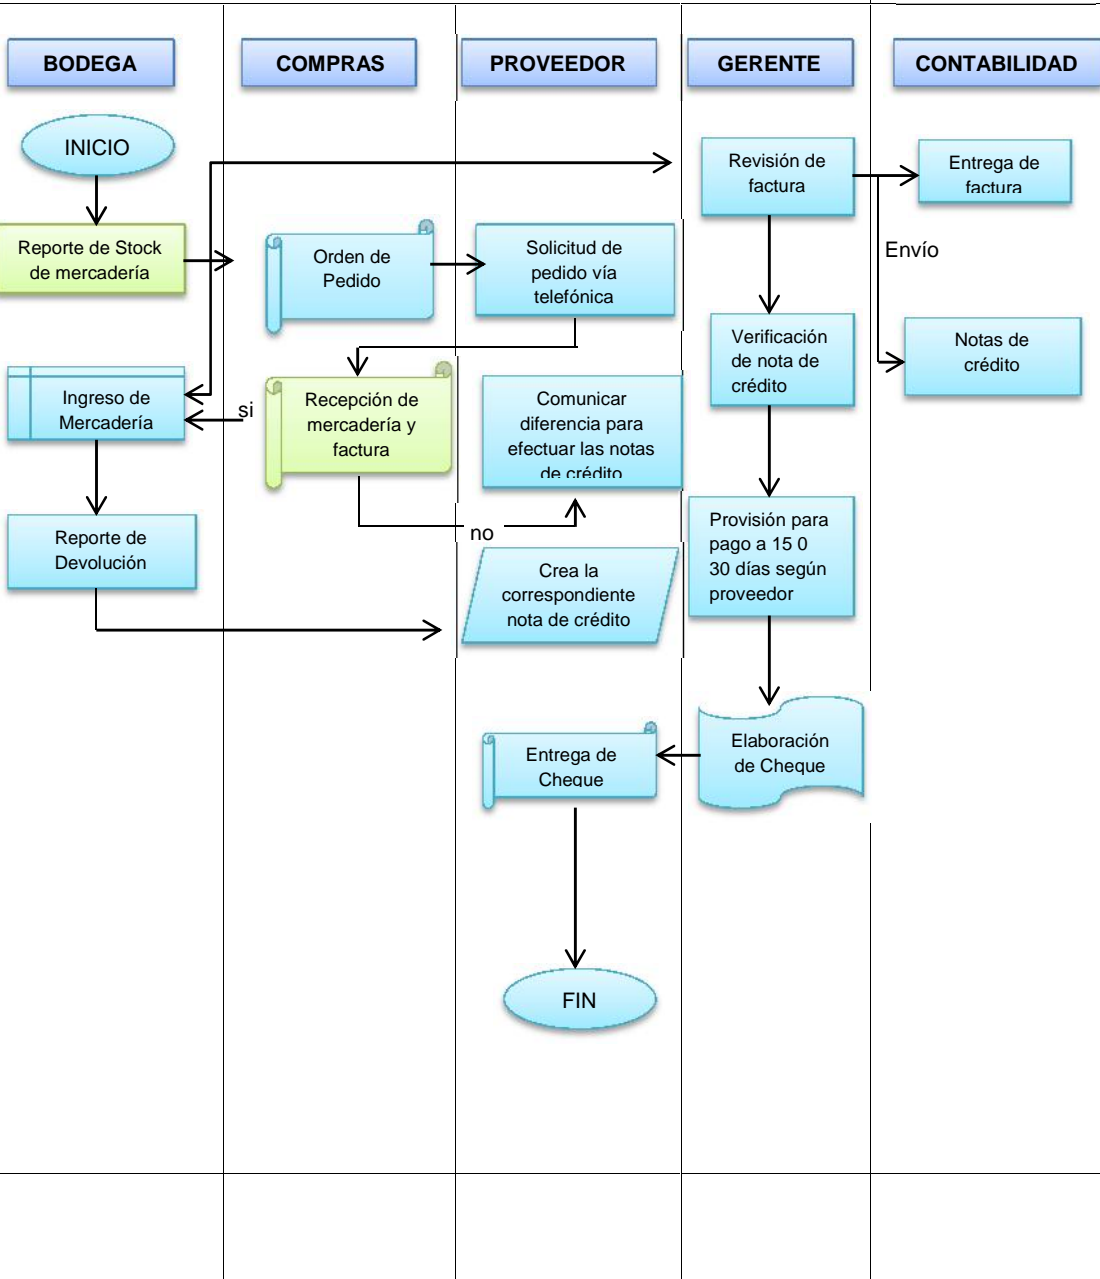 BODEGA
COMPRAS
PROVEEDOR
GERENTE
CONTABILIDAD
INICIO
Revisión de
factura
Entrega de
factura
Reporte de Stock
de mercadería
Orden de
Pedido
Solicitud de
pedido vía
telefónica
Envío
Verificación
de nota de
crédito
Notas de
crédito
Ingreso de
Mercadería
si
Recepción de
mercadería y
factura
Comunicar
diferencia para
efectuar las notas
de crédito
no
Provisión para
pago a 15 0
30 días según
proveedor
Reporte de
Devolución
Crea la
correspondiente
nota de crédito
Entrega de
Cheque
Elaboración
de Cheque
FIN